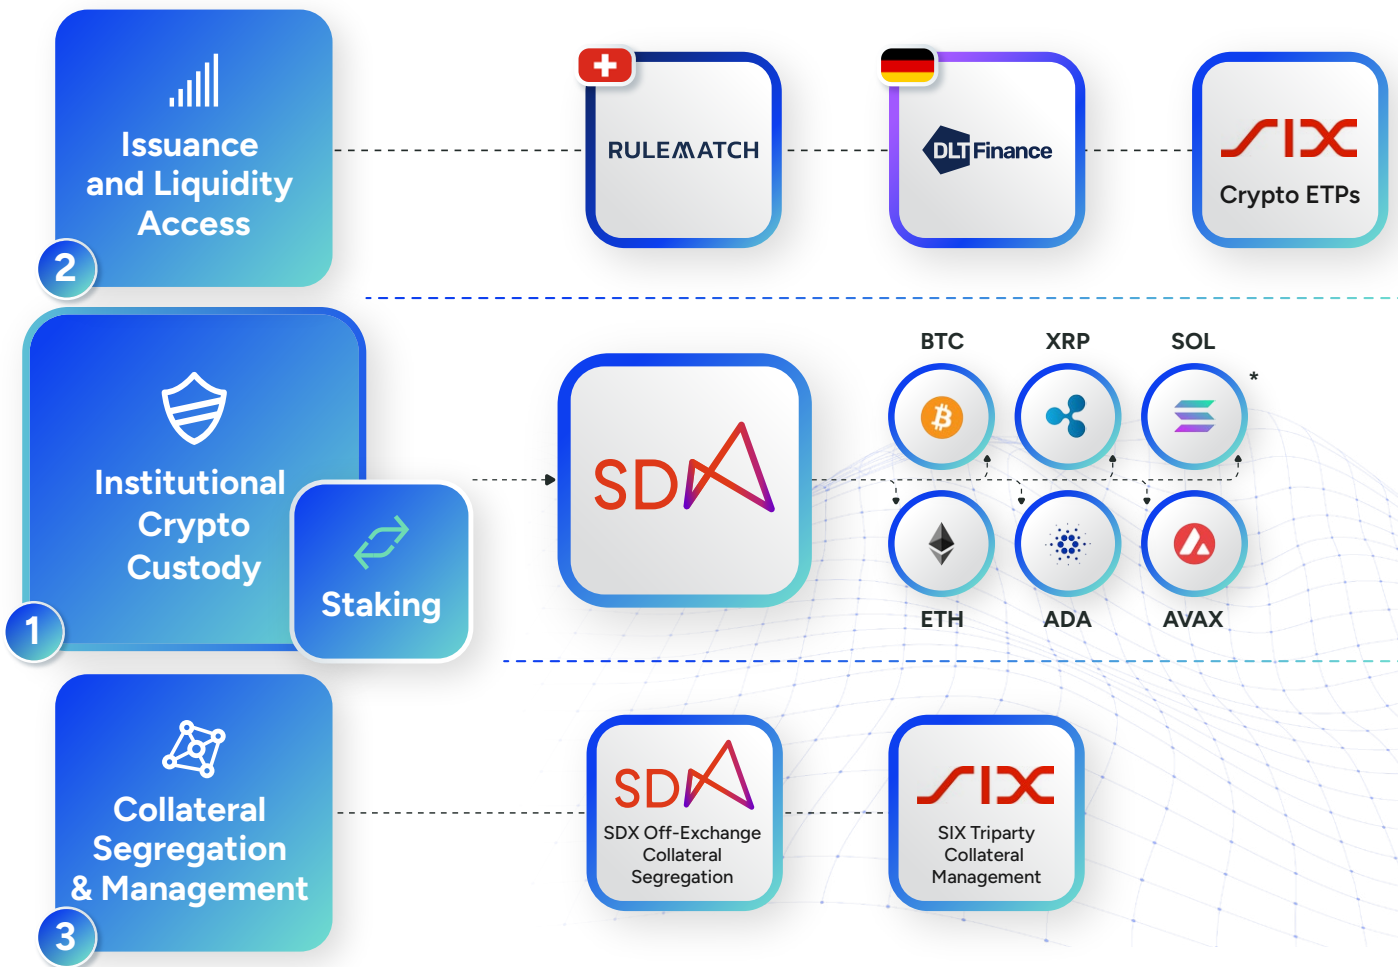 Issuance
and Liquidity
Access
2
RULEMATCH
DLT Finance
SIX
Crypto ETPs
Institutional
Crypto
Custody
1
Staking
SDX
BTC
XRP
SOL
*
ETH
ADA
AVAX
Collateral
Segregation
& Management
3
SDX
SDX Off-Exchange
Collateral
Segregation
SIX
SIX Triparty
Collateral
Management